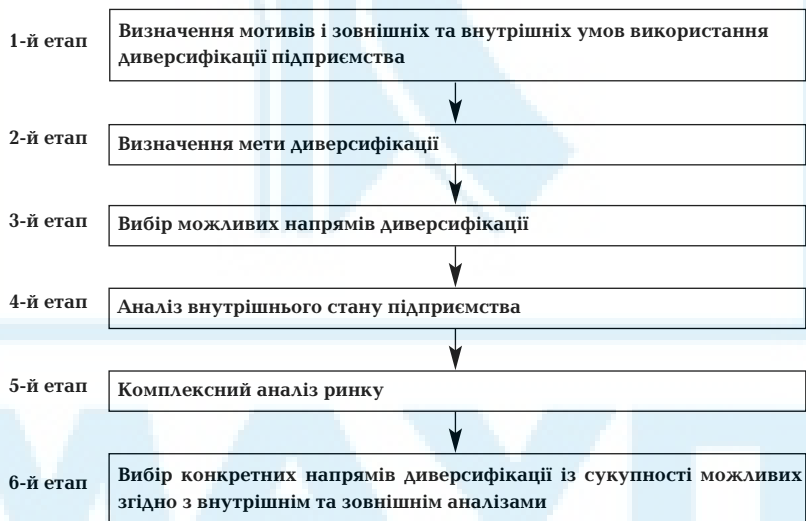 1-й етап
Визначення мотивів і зовнішніх та внутрішніх умов використання
диверсифікації підприємства
2-й етап
Визначення мети диверсифікації
3-й етап
Вибір можливих напрямів диверсифікації
4-й етап
Аналіз внутрішнього стану підприємства
5-й етап
Комплексний аналіз ринку
6-й етап
Вибір конкретних напрямів диверсифікації із сукупності можливих
згідно з внутрішнім та зовнішнім аналізами